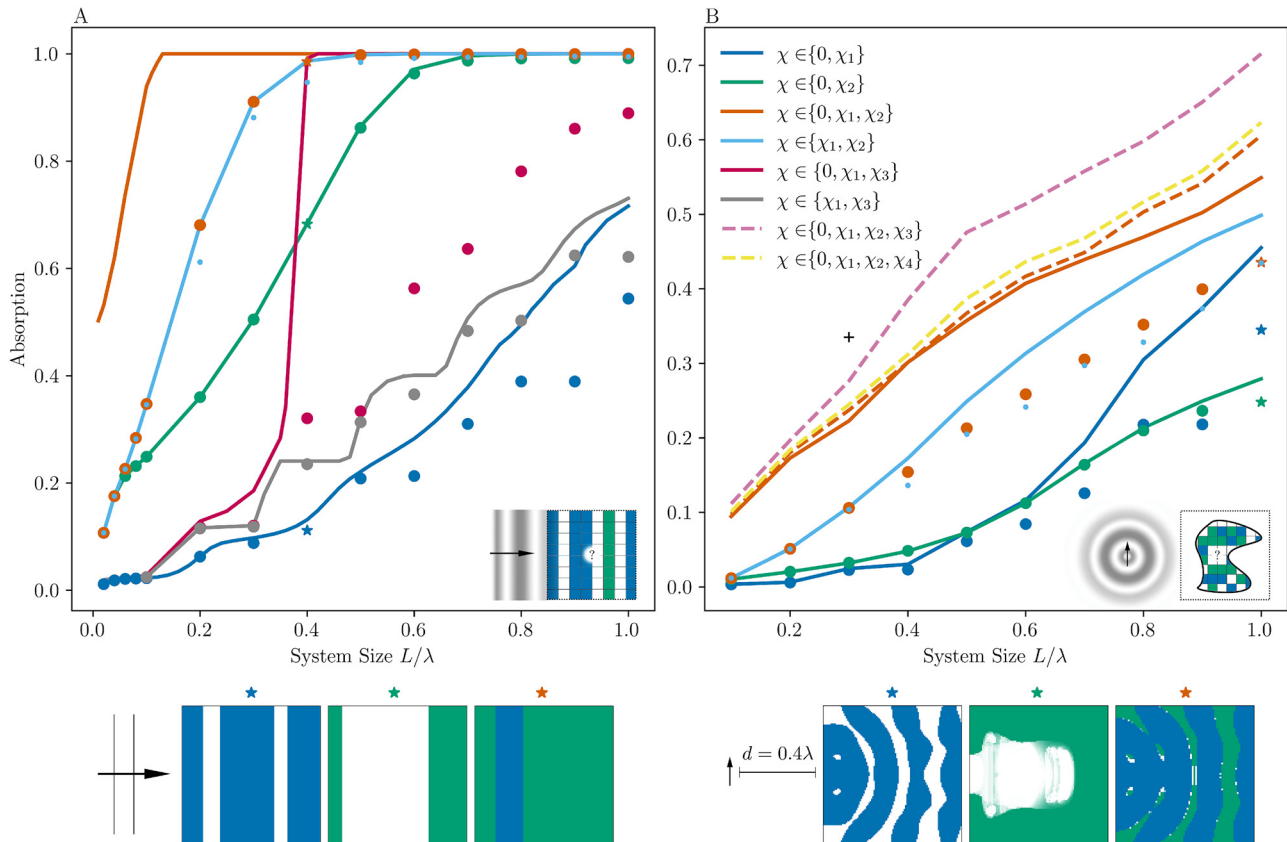 A
B
1.0
0.8
0.6
0.4
0.2
0.0
Absorption
?
0.0
0.2
0.4
0.6
0.8
1.0
System Size L/λ
0.7
0.6
0.5
0.4
0.3
0.2
0.1
0.0
χ ∈{0, χ₁}
χ ∈{0, χ₂}
χ ∈{0, χ₁, χ₂}
χ ∈{χ₁, χ₂}
χ ∈ {0, χ₁, χ₃}
χ ∈ {χ₁, χ₃}
χ ∈{0, χ₁, χ₂, χ₃}
χ ∈{0, χ₁, χ₂, χ₄}
?
0.2
0.4
0.6
0.8
1.0
System Size L/λ
d = 0.4λ